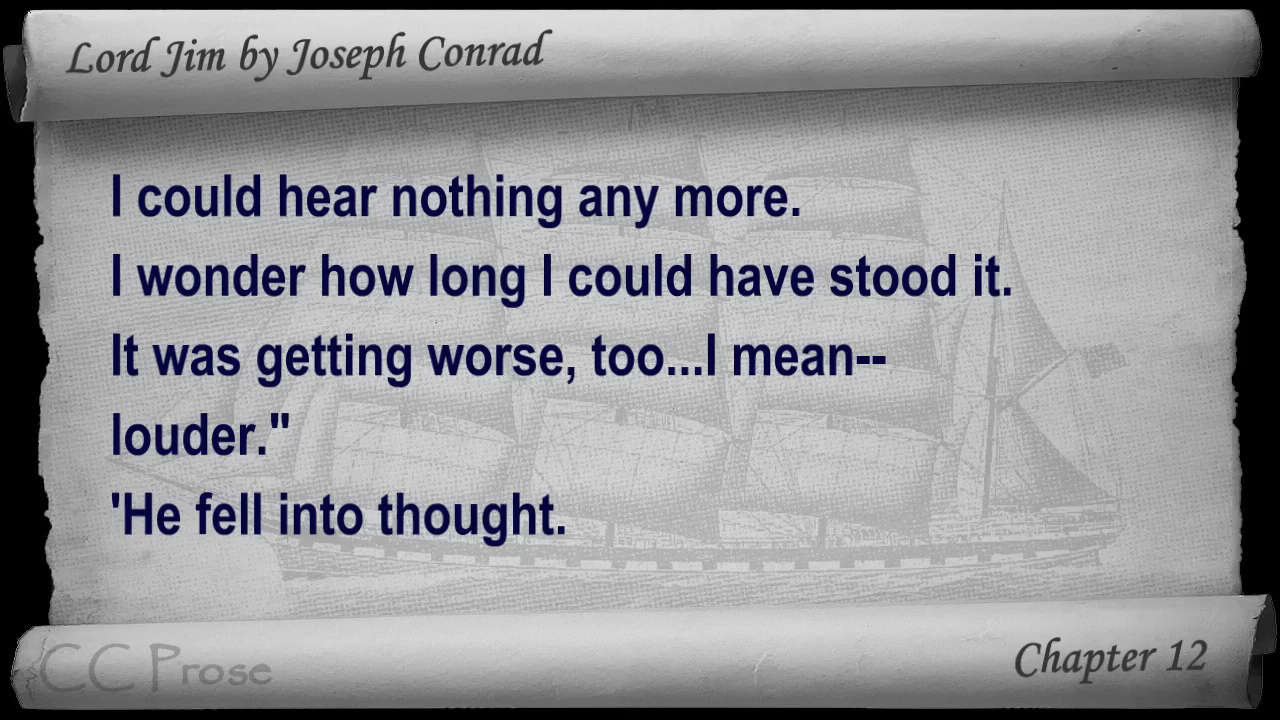 Lord Jim by Joseph Conrad
I could hear nothing any more.
I wonder how long I could have stood it.
It was getting worse, too...I mean--
louder."
'He fell into thought.
CC Prose
Chapter 12